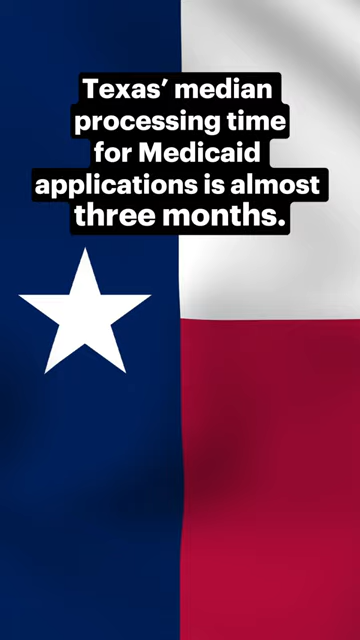 Texas’ median
processing time
for Medicaid
applications is almost
three months.